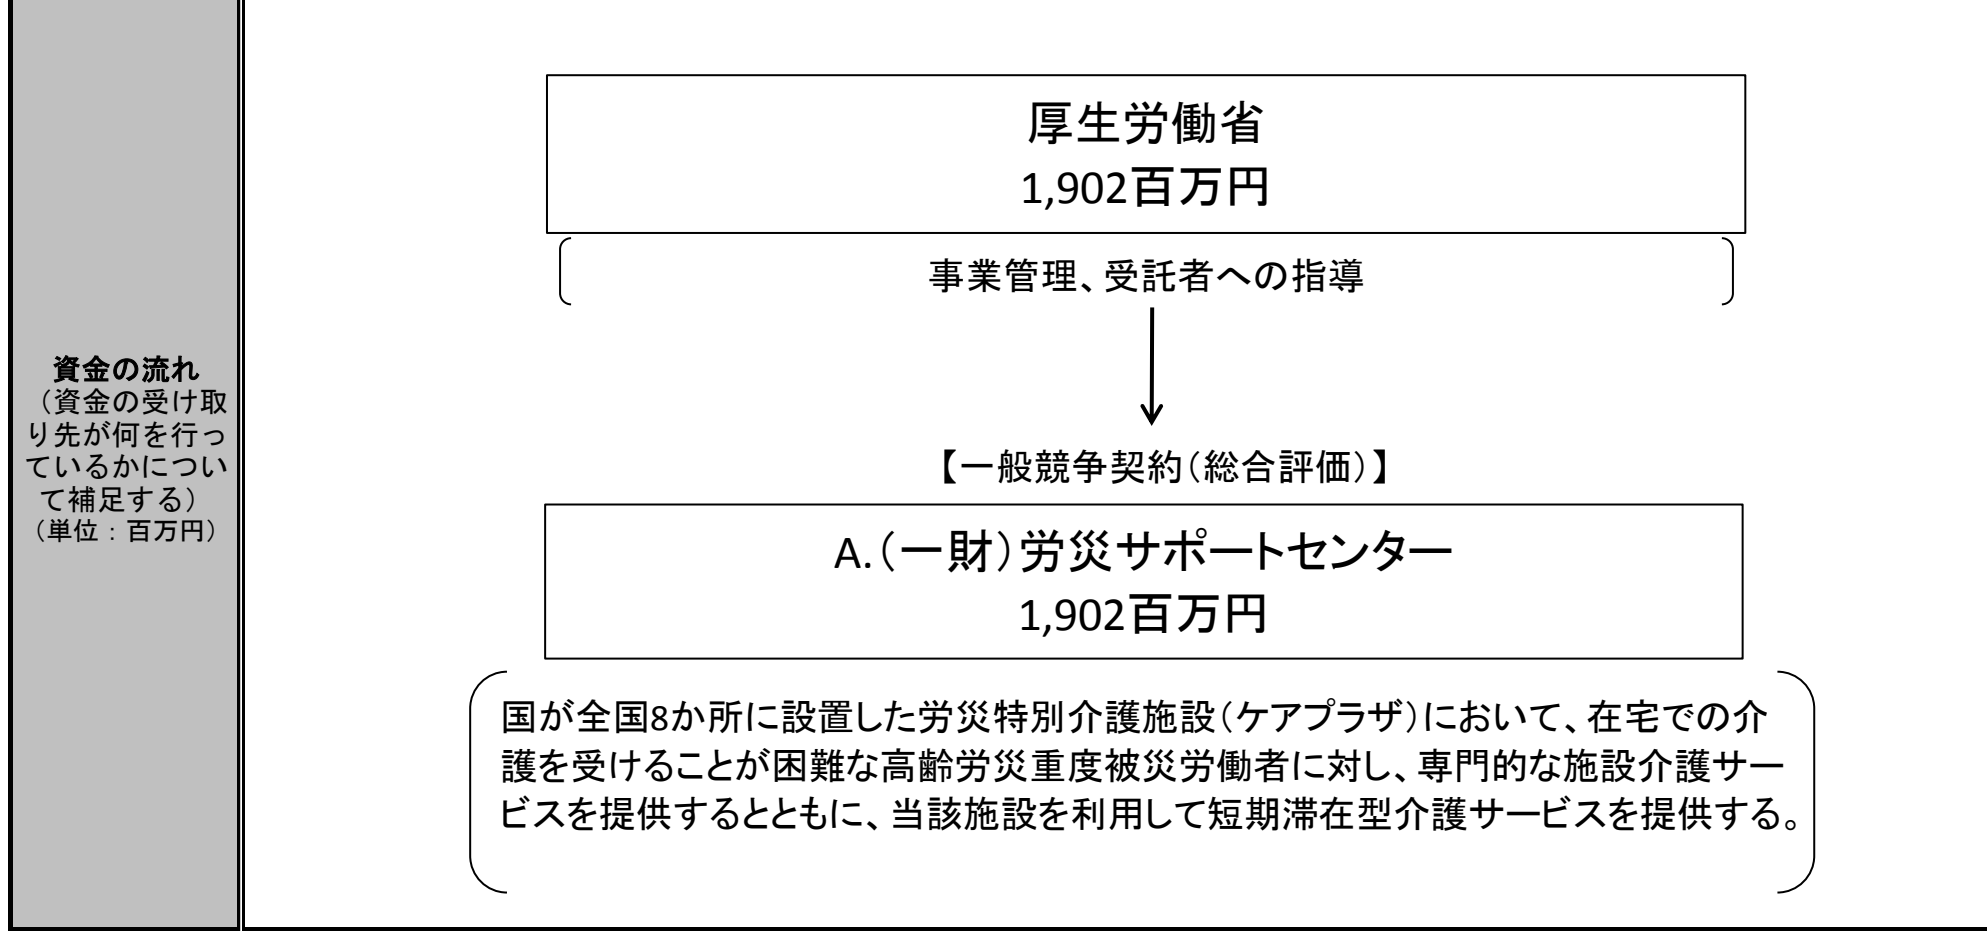 資金の流れ
（資金の受け取
り先が何を行っ
ているかについ
て補足する）
（単位：百万円）
厚生労働省
1,902百万円
事業管理、受託者への指導
【一般競争契約（総合評価）】
A.（一財）労災サポートセンター
1,902百万円
国が全国8か所に設置した労災特別介護施設（ケアプラザ）において、在宅での介
護を受けることが困難な高齢労災重度被災労働者に対し、専門的な施設介護サー
ビスを提供するとともに、当該施設を利用して短期滞在型介護サービスを提供する。